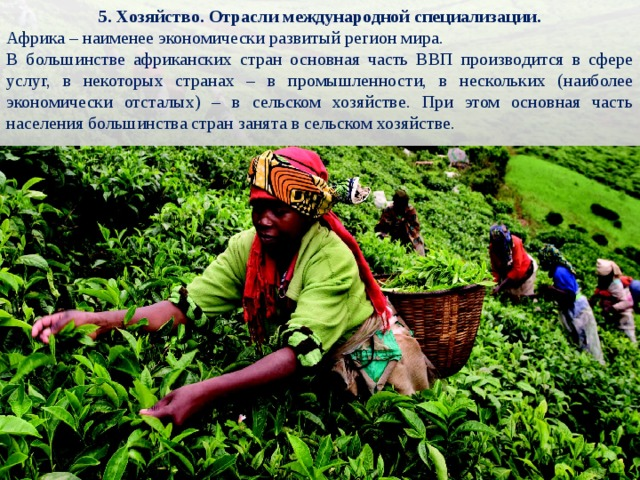 5. Хозяйство. Отрасли международной специализации.
Африка – наименее экономически развитый регион мира.
В большинстве африканских стран основная часть ВВП производится в сфере
услуг, в некоторых странах – в промышленности, в нескольких (наиболее
экономически отсталых) – в сельском хозяйстве. При этом основная часть
населения большинства стран занята в сельском хозяйстве.